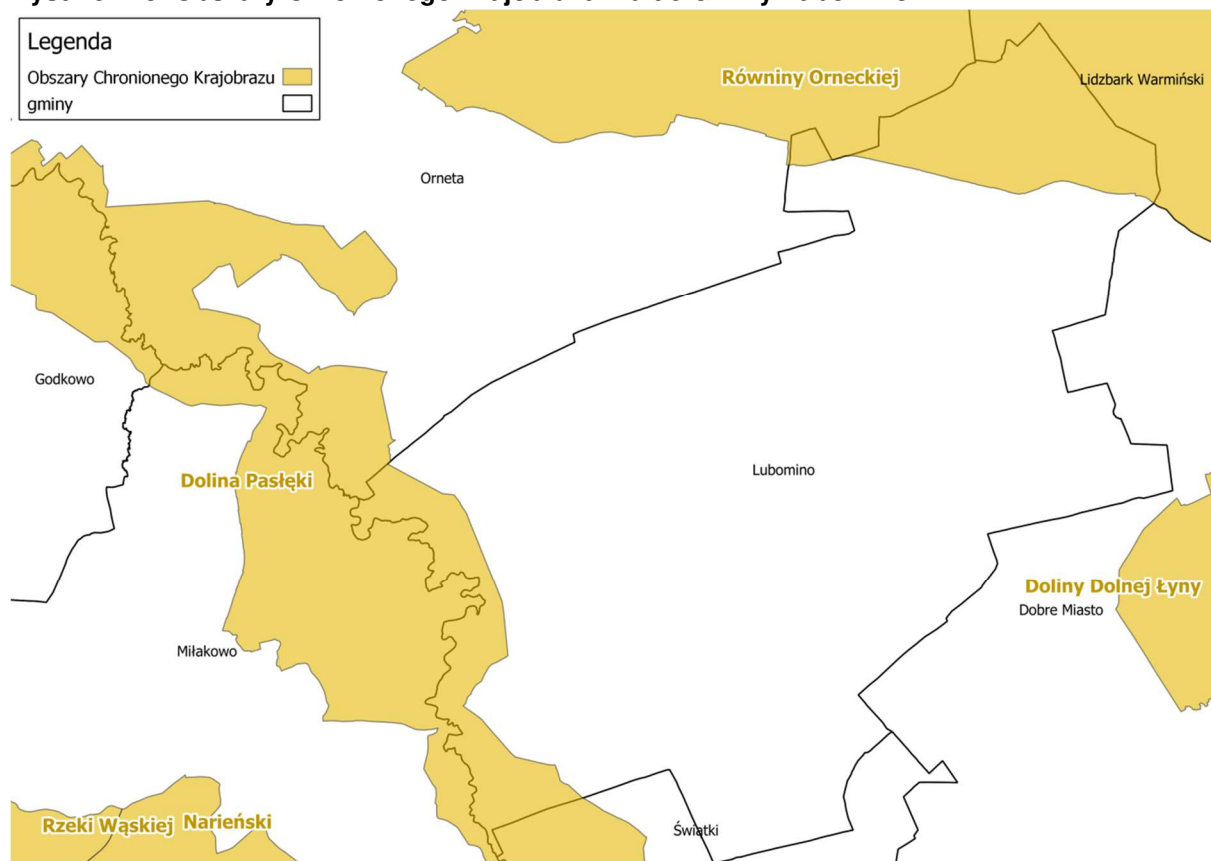 Legenda
Obszary Chronionego Krajobrazu
gminy
Równiny Orneckiej
Lidzbark Warmiński
Orneta
Godkowo
Lubomino
Dolina Pasłęki
Doliny Dolnej Łyny
Dobre Miasto
Miłakowo
Rzeki Wąskiej
Narieński
Świątki